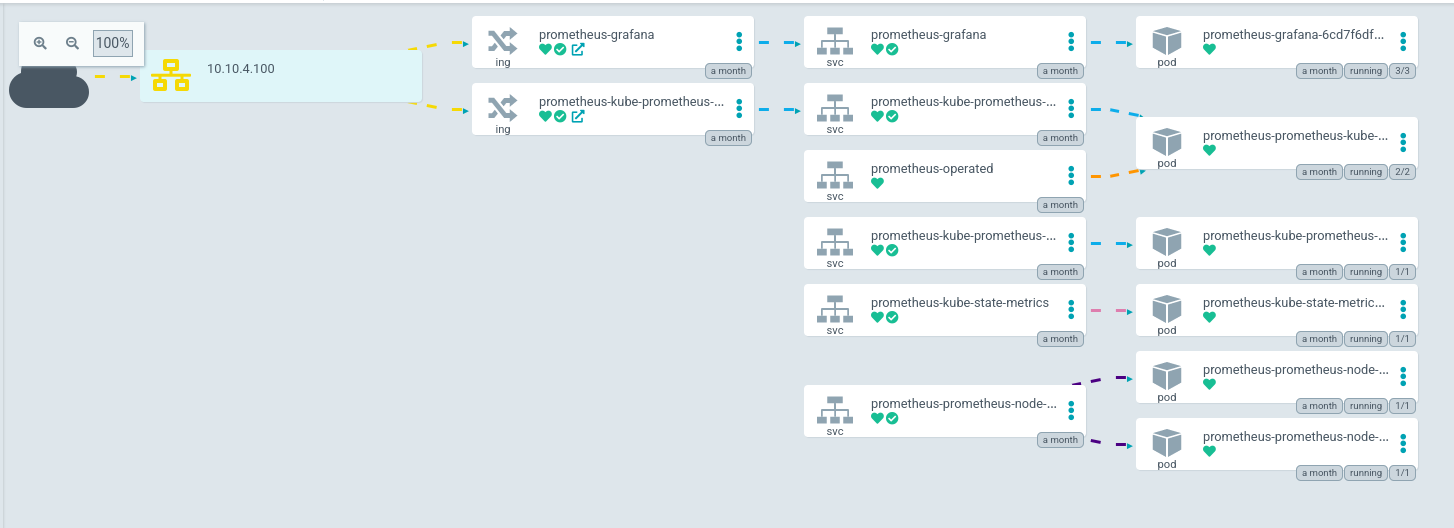 100%
10.10.4.100
prometheus-grafana
ing
a month
prometheus-grafana
svc
a month
prometheus-grafana-6cd7f6df...
pod
a month running 3/3
prometheus-kube-prometheus-...
ing
a month
prometheus-kube-prometheus-...
svc
a month
prometheus-prometheus-kube-...
pod
a month running 2/2
prometheus-operated
svc
a month
prometheus-kube-prometheus-...
svc
a month
prometheus-kube-prometheus-...
pod
a month running 1/1
prometheus-kube-state-metrics
svc
a month
prometheus-kube-state-metric...
pod
a month running 1/1
prometheus-prometheus-node-...
svc
a month
prometheus-prometheus-node-...
pod
a month running 1/1
prometheus-prometheus-node-...
pod
a month running 1/1